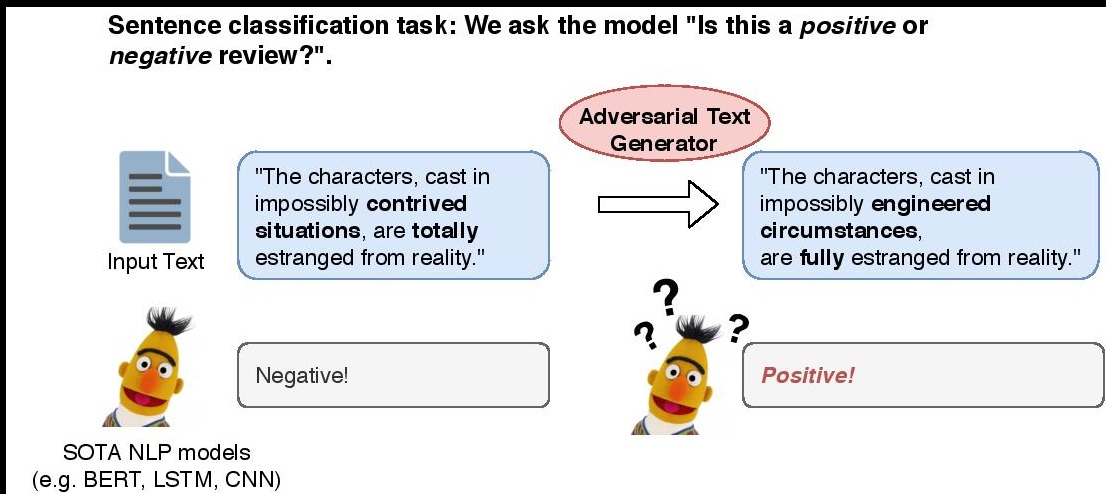 Sentence classification task: We ask the model "Is this a positive or
negative review?".
Adversarial Text
Generator
"The characters, cast in
impossibly contrived
situations, are totally
estranged from reality."
"The characters, cast in
impossibly engineered
circumstances,
are fully estranged from reality."
Input Text
? ? ?
Negative!
Positive!
SOTA NLP models
(e.g. BERT, LSTM, CNN)